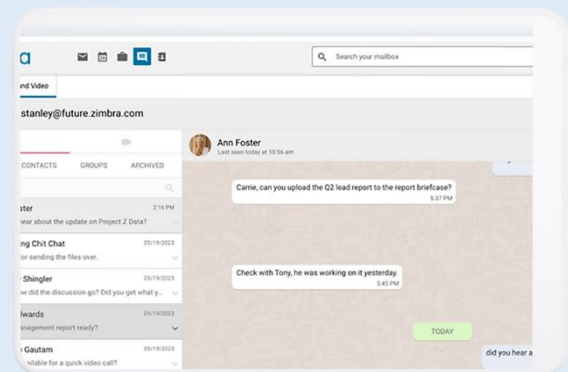 a
Search your mailbox
nd Video
stanley@future.zimbra.com
CONTACTS GROUPS ARCHIVED
ster 2:16 PM
ear about the update on Project Z Data?
ng Chit Chat 05/19/2023
or sending the files over.
Shingler 05/19/2023
w did the discussion go? Did you get what y...
dwards 05/19/2023
anagement report ready?
Gautam 05/19/2023
ailable for a quick video call?
Ann Foster
Last seen today at 10:56 am
Carrie, can you upload the Q2 lead report to the report briefcase?
5:37 PM
Check with Tony, he was working on it yesterday.
5:45 PM
TODAY
did you hear a